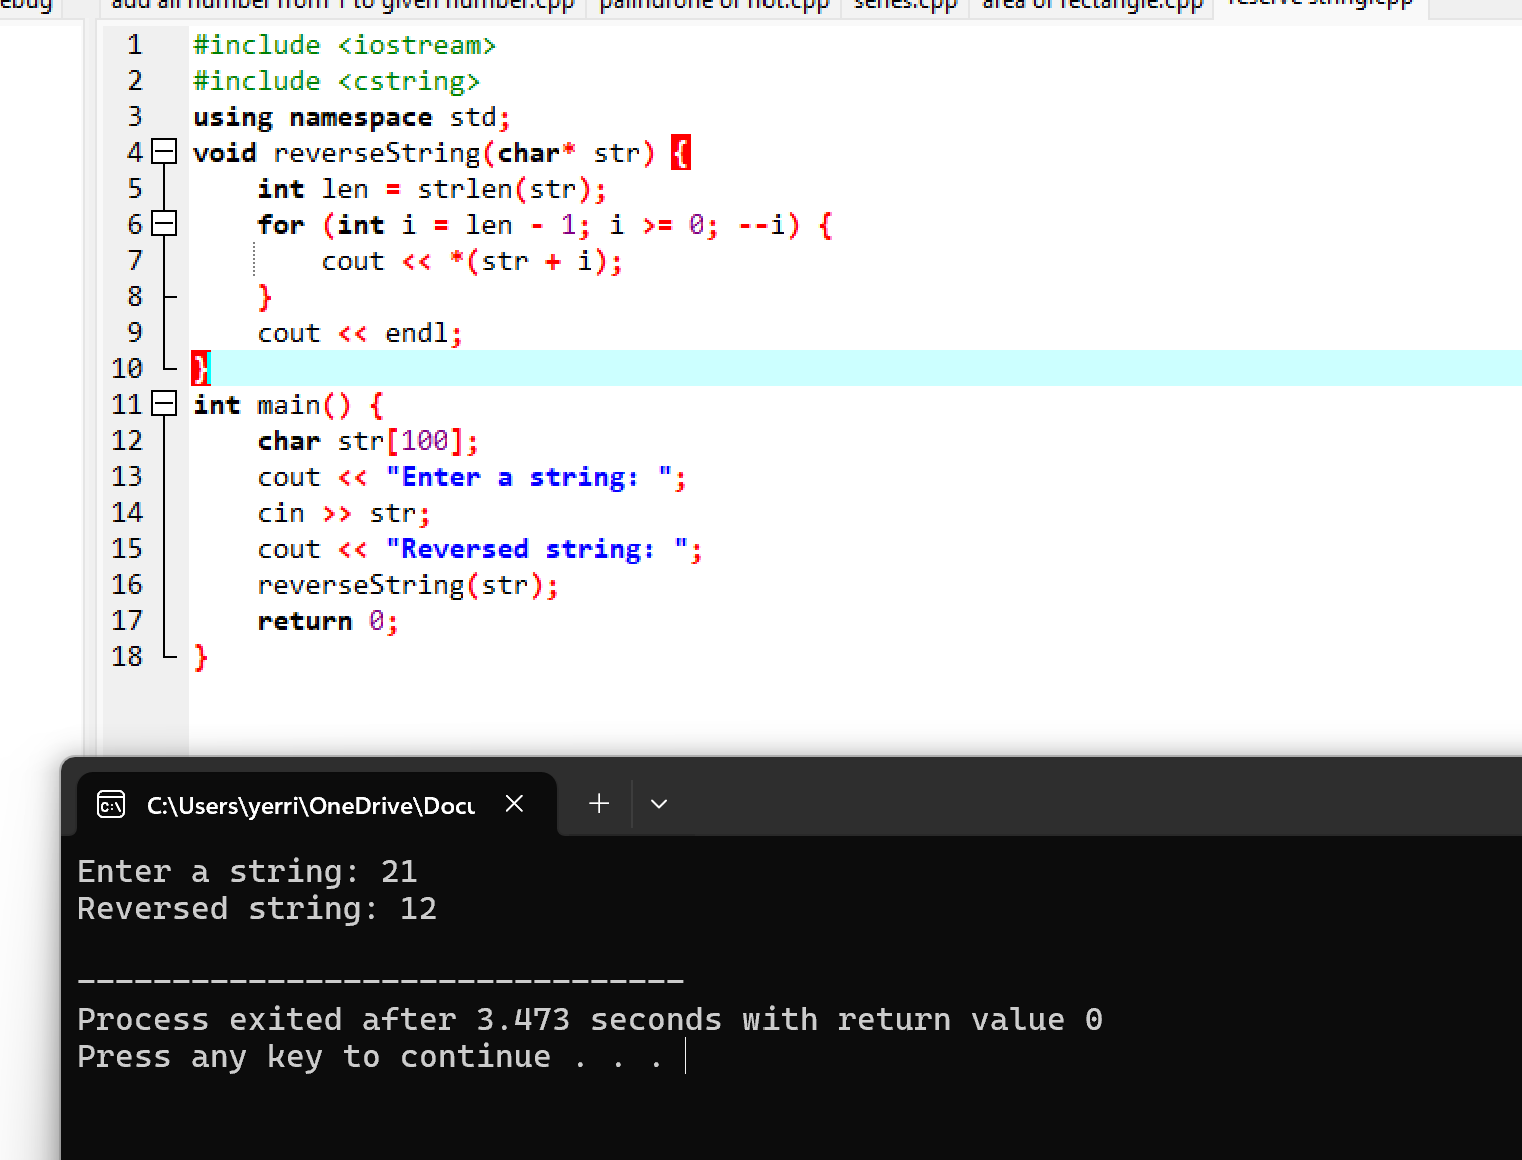 ebug add all number from 1 to given number.cpp palindrone or not.cpp series.cpp area of rectangle.cpp reserve string.cpp
1 #include <iostream>
2 #include <cstring>
3 using namespace std;
4 void reverseString(char* str) {
5 int len = strlen(str);
6 for (int i = len - 1; i >= 0; --i) {
7 cout << *(str + i);
8 }
9 cout << endl;
10 }
11 int main() {
12 char str[100];
13 cout << "Enter a string: ";
14 cin >> str;
15 cout << "Reversed string: ";
16 reverseString(str);
17 return 0;
18 }
C:\Users\yerri\OneDrive\Docu
Enter a string: 21
Reversed string: 12
--------------------------------
Process exited after 3.473 seconds with return value 0
Press any key to continue . . .